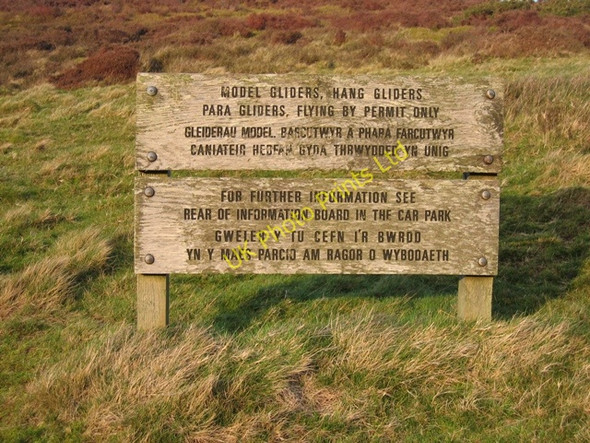 MODEL GLIDERS, HANG GLIDERS
PARA GLIDERS, FLYING BY PERMIT ONLY
GLEIDERAU MODEL, BARCUTWYR A PHARA FARCUTWYR
CANIATEIR HEDFAN GYDA THRWYDDED YN UNIG
FOR FURTHER INFORMATION SEE
REAR OF INFORMATION BOARD IN THE CAR PARK
GWELER TU CEFN I'R BWRDD
YN Y MAES PARCIO AM RAGOR O WYBODAETH
UK Photo Prints Ltd